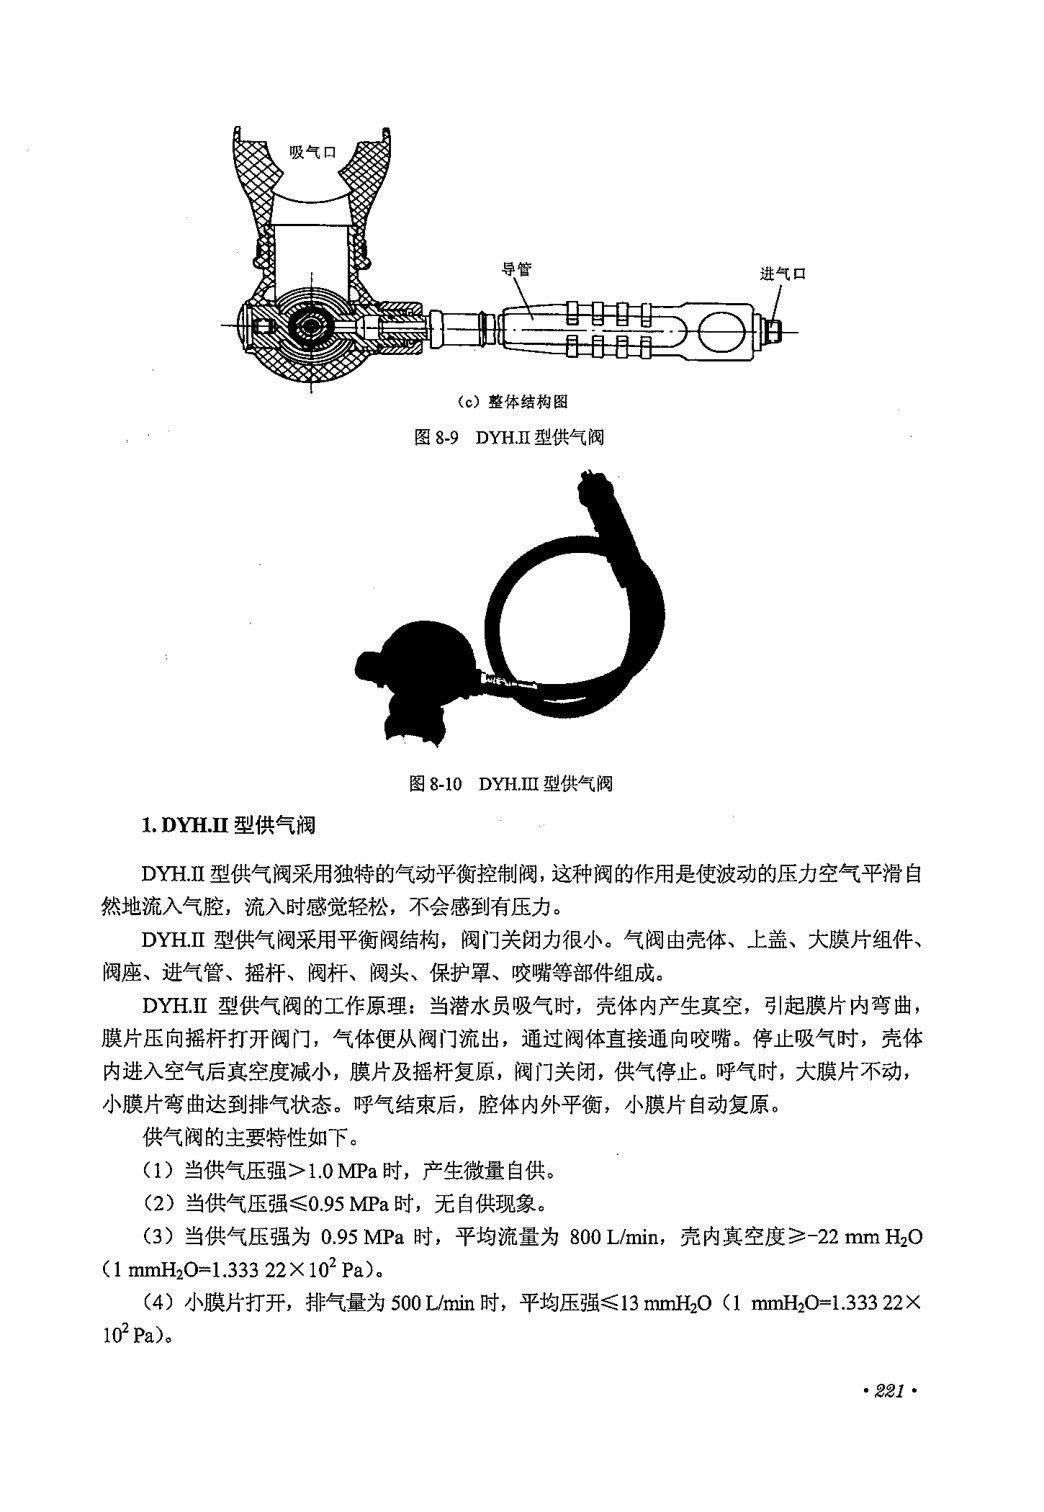 吸气口
导管
进气口
（c）整体结构图
图 8-9 DYH.II 型供气阀
图 8-10 DYH.III 型供气阀
1. DYH.II 型供气阀
DYH.II 型供气阀采用独特的气动平衡控制阀，这种阀的作用是使波动的压力空气平滑自
然地流入气腔，流入时感觉轻松，不会感到有压力。
DYH.II 型供气阀采用平衡阀结构，阀门关闭力很小。气阀由壳体、上盖、大膜片组件、
阀座、进气管、摇杆、阀杆、阀头、保护罩、咬嘴等部件组成。
DYH.II 型供气阀的工作原理：当潜水员吸气时，壳体内产生真空，引起膜片内弯曲，
膜片压向摇杆打开阀门，气体便从阀门流出，通过阀体直接通向咬嘴。停止吸气时，壳体
内进入空气后真空度减小，膜片及摇杆复原，阀门关闭，供气停止。呼气时，大膜片不动，
小膜片弯曲达到排气状态。呼气结束后，腔体内外平衡，小膜片自动复原。
供气阀的主要特性如下。
（1）当供气压强＞1.0 MPa 时，产生微量自供。
（2）当供气压强≤0.95 MPa 时，无自供现象。
（3）当供气压强为 0.95 MPa 时，平均流量为 800 L/min，壳内真空度≥-22 mm H₂O
（1 mmH₂O=1.333 22×10² Pa）。
（4）小膜片打开，排气量为 500 L/min 时，平均压强≤13 mmH₂O（1 mmH₂O=1.333 22×
10² Pa）。
·221·